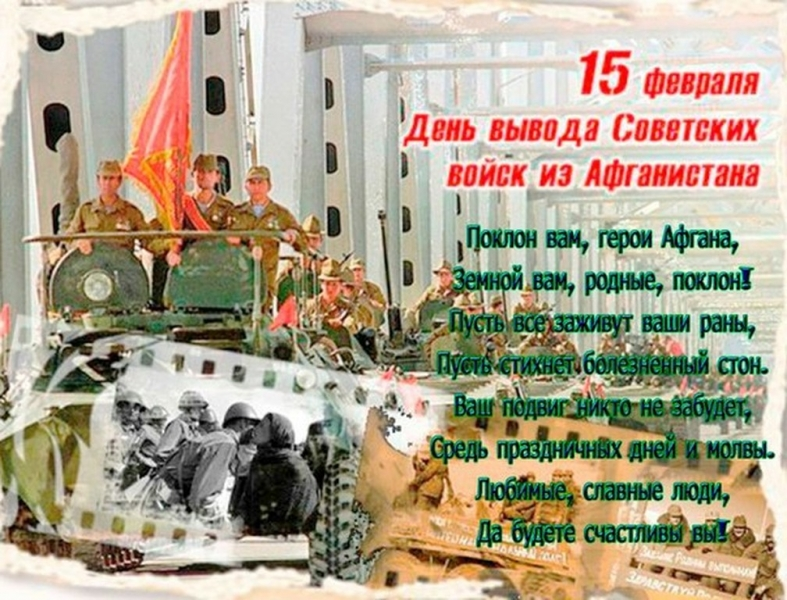 15 февраля
День вывода Советских
войск из Афганистана
Поклон вам, герои Афгана,
Земной вам, родные, поклон!
Пусть все заживут ваши раны,
Пусть стихнет болезненный стон.
Ваш подвиг никто не забудет,
Средь праздничных дней и молвы.
Любимые, славные люди,
Да будете счастливы вы!